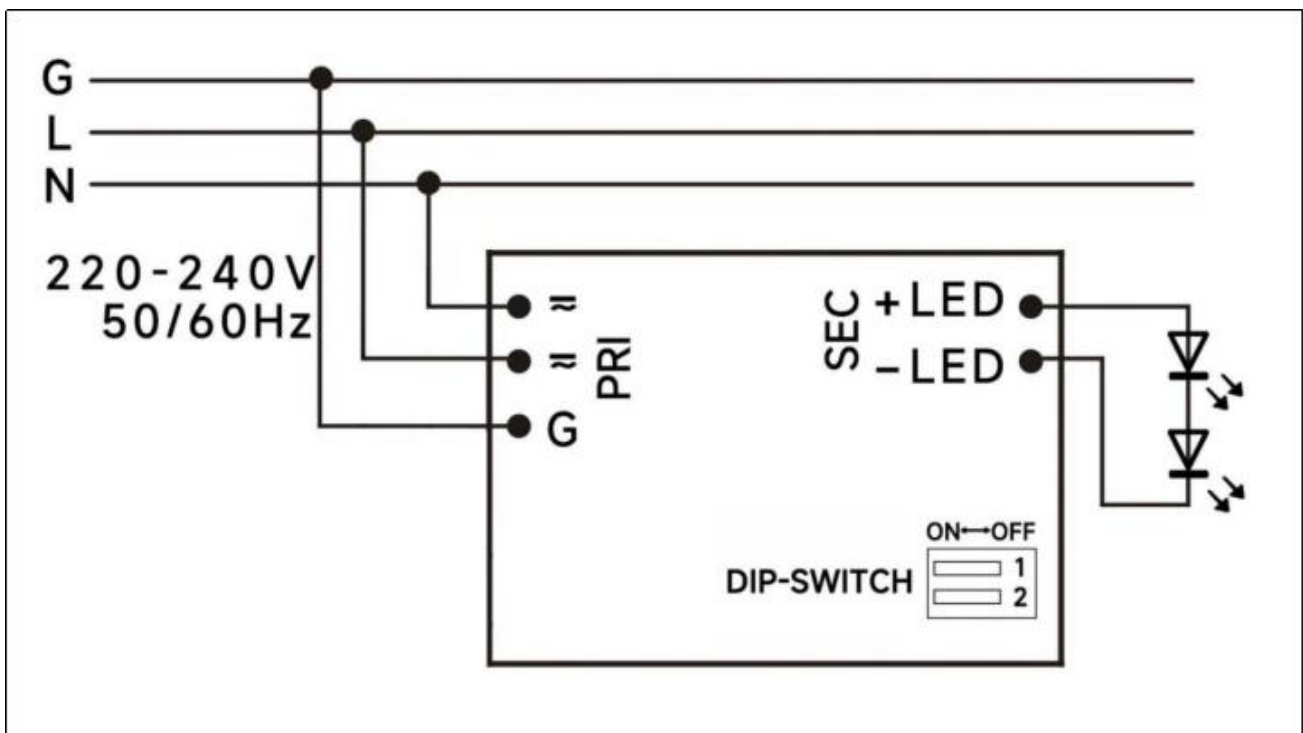 G
L
N
220-240V
50/60Hz
≂
≂
G
PRI
SEC
+LED
-LED
ON↔OFF
DIP-SWITCH
1
2